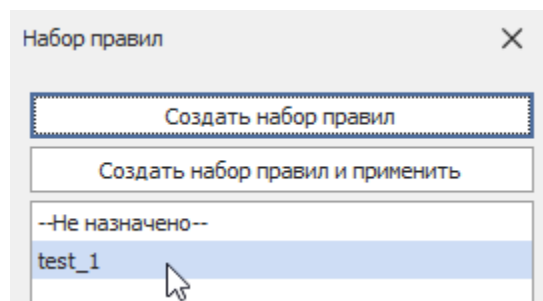 Набор правил
Создать набор правил
Создать набор правил и применить
--Не назначено--
test_1